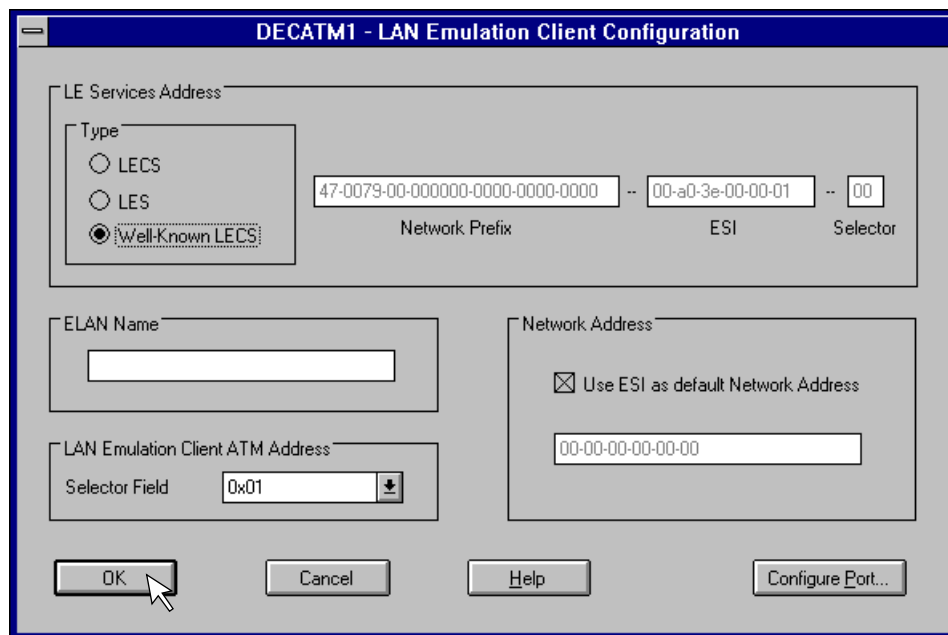 DECATM1 - LAN Emulation Client Configuration
LE Services Address
Type
LECS
LES
Well-Known LECS
47-0079-00-000000-0000-0000-0000 -- 00-a0-3e-00-00-01 -- 00
Network Prefix ESI Selector
ELAN Name
Network Address
Use ESI as default Network Address
00-00-00-00-00-00
LAN Emulation Client ATM Address
Selector Field 0x01
OK Cancel Help Configure Port...